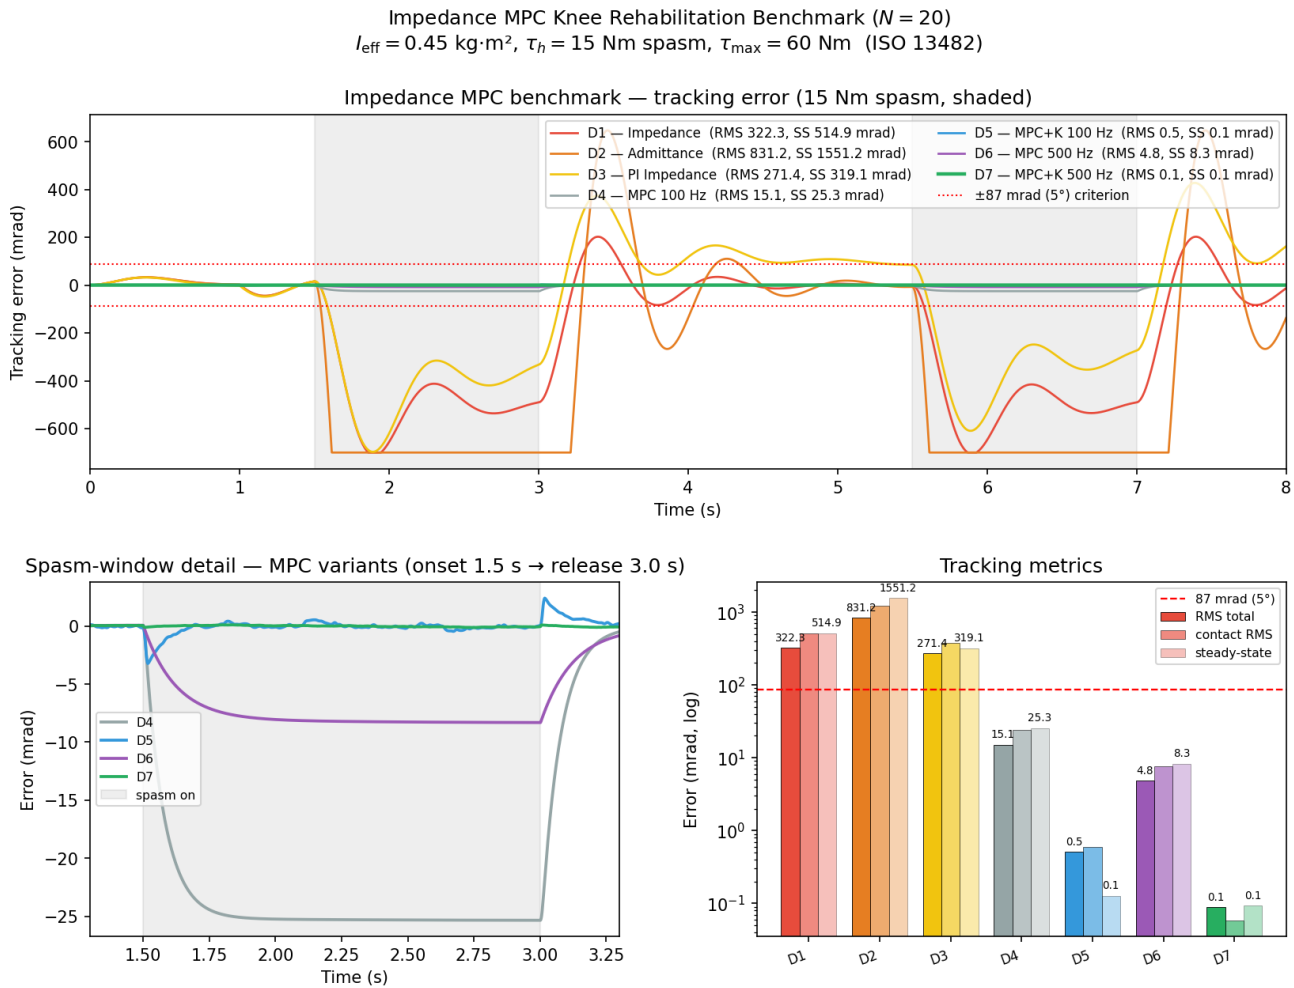 Impedance MPC Knee Rehabilitation Benchmark (N = 20)
I_eff = 0.45 kg·m², τ_h = 15 Nm spasm, τ_max = 60 Nm  (ISO 13482)
Impedance MPC benchmark — tracking error (15 Nm spasm, shaded)
Tracking error (mrad)
600
400
200
0
−200
−400
−600
D1 — Impedance  (RMS 322.3, SS 514.9 mrad)
D2 — Admittance  (RMS 831.2, SS 1551.2 mrad)
D3 — PI Impedance  (RMS 271.4, SS 319.1 mrad)
D4 — MPC 100 Hz  (RMS 15.1, SS 25.3 mrad)
D5 — MPC+K 100 Hz  (RMS 0.5, SS 0.1 mrad)
D6 — MPC 500 Hz  (RMS 4.8, SS 8.3 mrad)
D7 — MPC+K 500 Hz  (RMS 0.1, SS 0.1 mrad)
±87 mrad (5°) criterion
0 1 2 3 4 5 6 7 8
Time (s)
Spasm-window detail — MPC variants (onset 1.5 s → release 3.0 s)
Error (mrad)
0
−5
−10
−15
−20
−25
D4
D5
D6
D7
spasm on
1.50 1.75 2.00 2.25 2.50 2.75 3.00 3.25
Time (s)
Tracking metrics
Error (mrad, log)
10³
10²
10¹
10⁰
10⁻¹
87 mrad (5°)
RMS total
contact RMS
steady-state
322.3 514.9
831.2 1551.2
271.4 319.1
15.1 25.3
0.5 0.1
4.8 8.3
0.1 0.1
D1 D2 D3 D4 D5 D6 D7